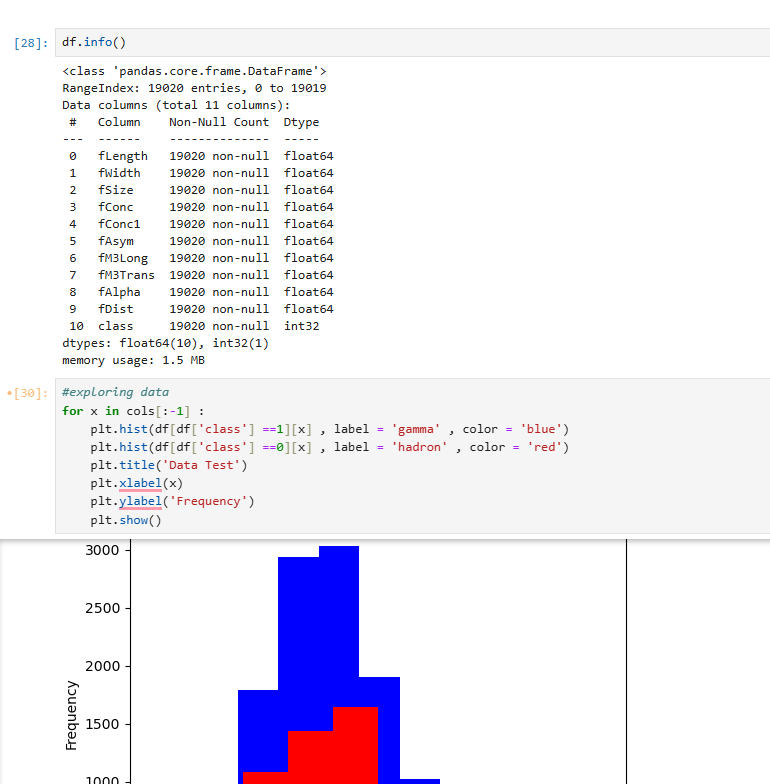 [28]: df.info()
<class 'pandas.core.frame.DataFrame'>
RangeIndex: 19020 entries, 0 to 19019
Data columns (total 11 columns):
 #   Column    Non-Null Count  Dtype
---  ------    --------------  -----
 0   fLength   19020 non-null  float64
 1   fWidth    19020 non-null  float64
 2   fSize     19020 non-null  float64
 3   fConc     19020 non-null  float64
 4   fConc1    19020 non-null  float64
 5   fAsym     19020 non-null  float64
 6   fM3Long   19020 non-null  float64
 7   fM3Trans  19020 non-null  float64
 8   fAlpha    19020 non-null  float64
 9   fDist     19020 non-null  float64
 10  class     19020 non-null  int32
dtypes: float64(10), int32(1)
memory usage: 1.5 MB
•[30]: #exploring data
for x in cols[:-1] :
    plt.hist(df[df['class'] ==1][x] , label = 'gamma' , color = 'blue')
    plt.hist(df[df['class'] ==0][x] , label = 'hadron' , color = 'red')
    plt.title('Data Test')
    plt.xlabel(x)
    plt.ylabel('Frequency')
    plt.show()
3000
2500
2000
Frequency
1500
1000